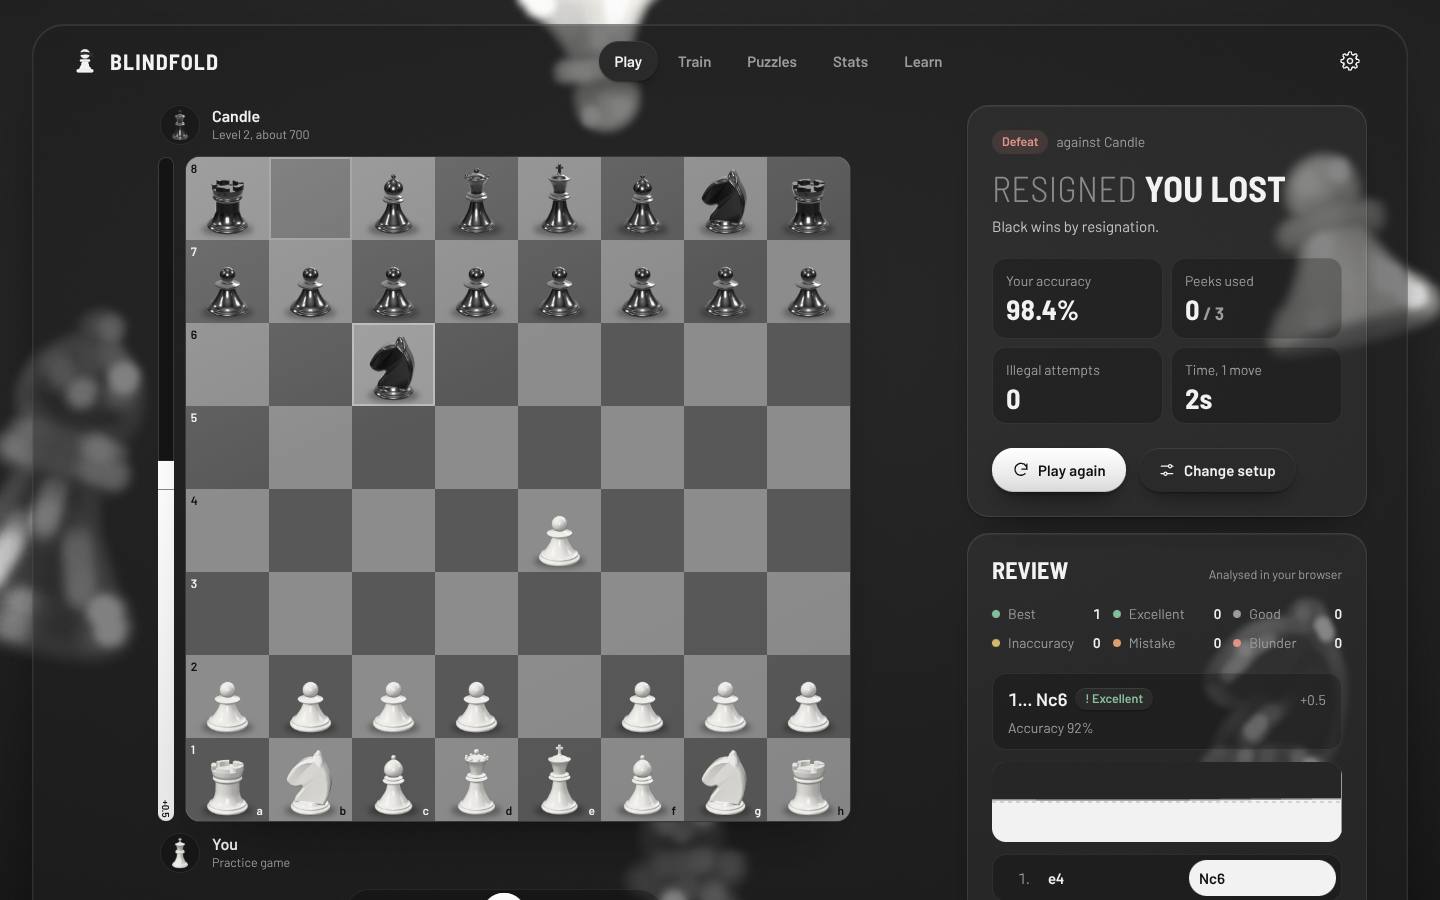 BLINDFOLD
Play
Train
Puzzles
Stats
Learn
Candle
Level 2, about 700
8
7
6
5
4
3
2
1
a
b
c
d
e
f
g
h
+0.5
You
Practice game
Defeat
against Candle
RESIGNED YOU LOST
Black wins by resignation.
Your accuracy
98.4%
Peeks used
0 / 3
Illegal attempts
0
Time, 1 move
2s
Play again
Change setup
REVIEW
Analysed in your browser
Best 1
Excellent 0
Good 0
Inaccuracy 0
Mistake 0
Blunder 0
1... Nc6
! Excellent
+0.5
Accuracy 92%
1. e4 Nc6